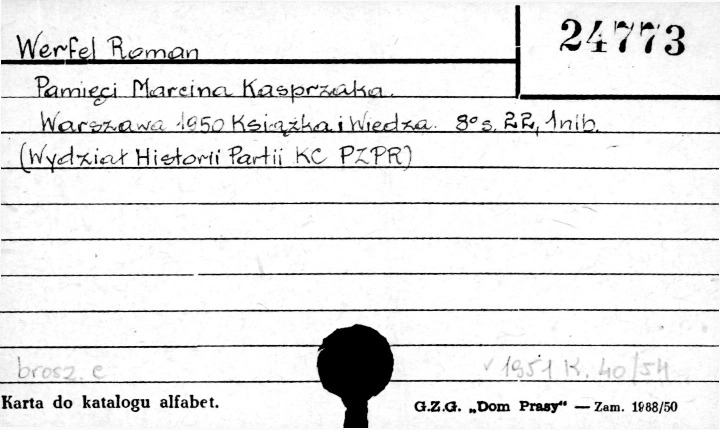 Werfel Roman
24773
Pamięci Marcina Kasprzaka.
Warszawa 1950 Książka i Wiedza. 8° s. 22, 1 nlb.
(Wydział Historii Partii KC PZPR)
brosz. c
v 1951 K. 40/54
Karta do katalogu alfabet.
G.Z.G. „Dom Prasy“ — Zam. 1988/50